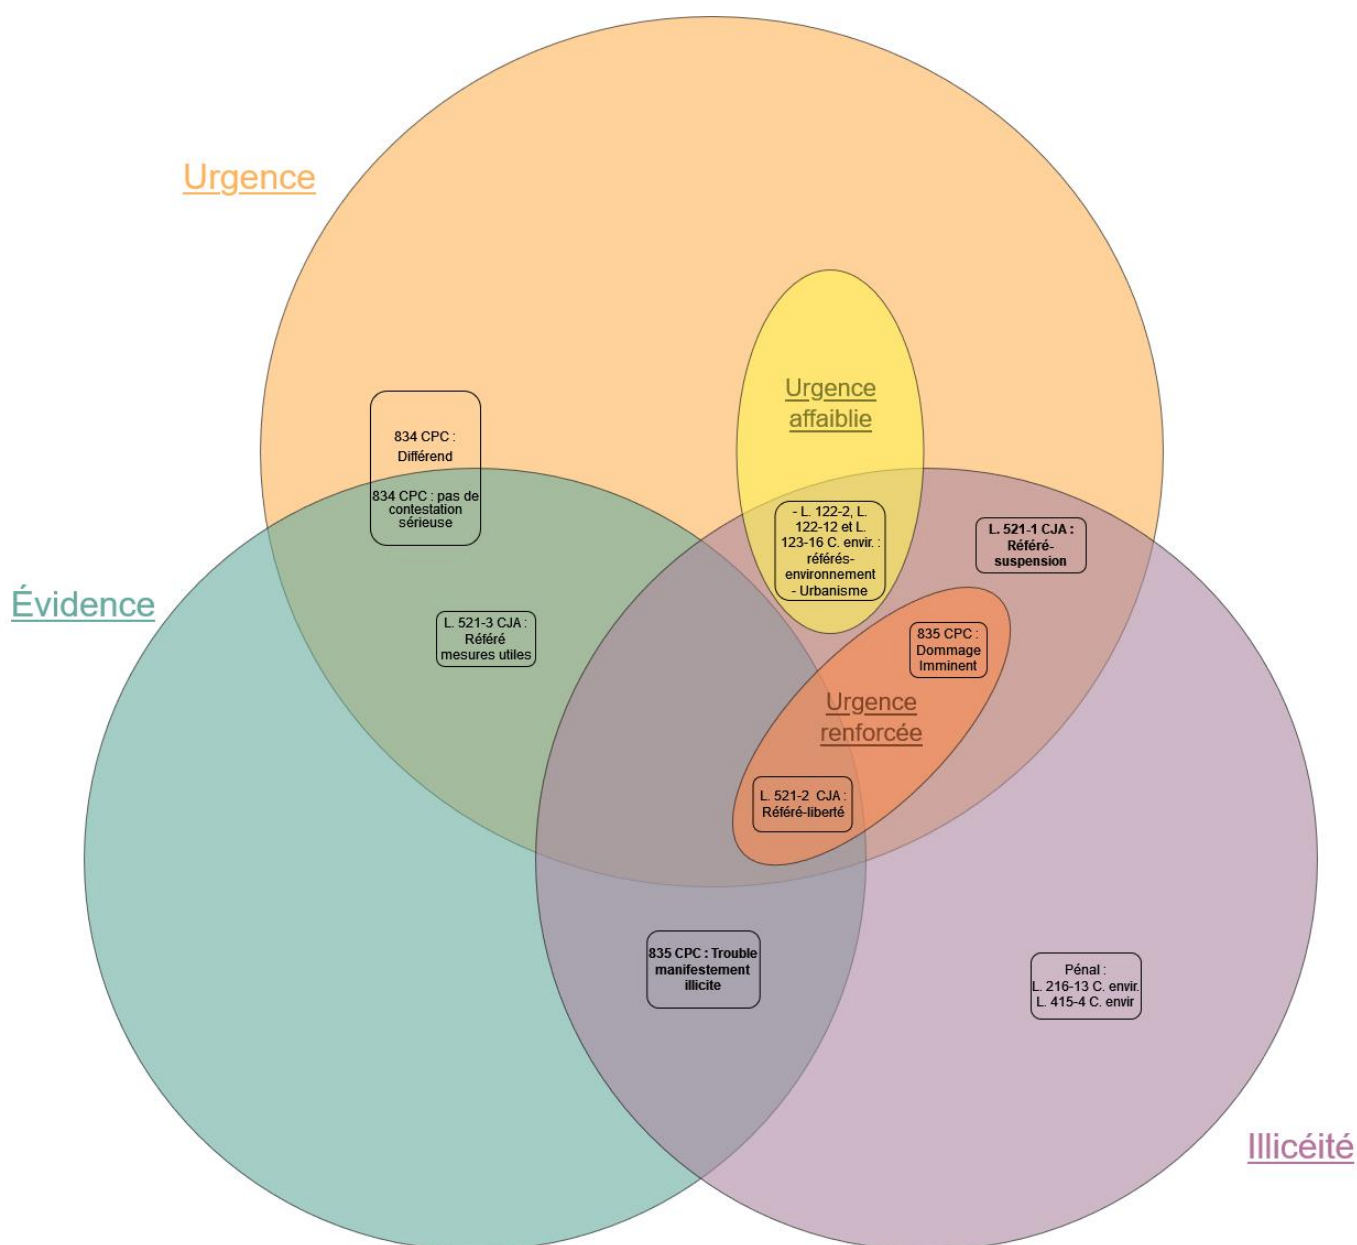 Urgence
Urgence
affaiblie
834 CPC :
Différend
834 CPC : pas de
contestation
sérieuse
- L. 122-2, L.
122-12 et L.
123-16 C. envir. :
référés-
environnement
- Urbanisme
L. 521-1 CJA :
Référé-
suspension
Évidence
L. 521-3 CJA :
Référé
mesures utiles
835 CPC :
Dommage
Imminent
Urgence
renforcée
L. 521-2 CJA :
Référé-liberté
835 CPC : Trouble
manifestement
illicite
Pénal :
L. 216-13 C. envir.
L. 415-4 C. envir
Illicéité